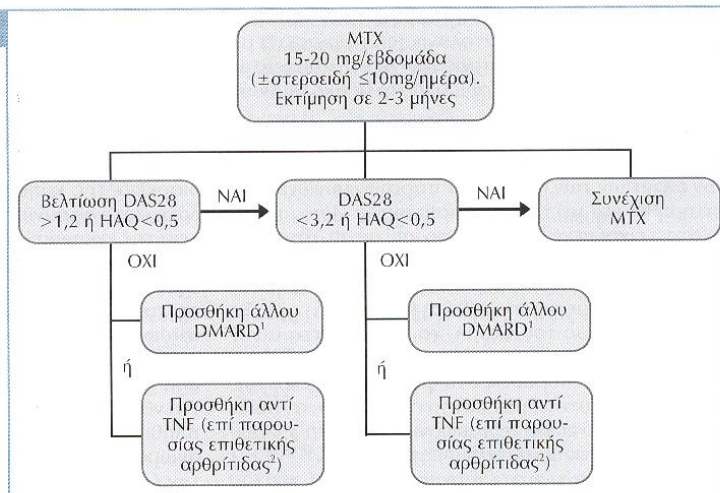 MTX
15-20 mg/εβδομάδα
(±στεροειδή ≤10mg/ημέρα).
Εκτίμηση σε 2-3 μήνες
Βελτίωση DAS28
>1,2 ή HAQ<0,5
ΝΑΙ
DAS28
<3,2 ή HAQ<0,5
ΝΑΙ
Συνέχιση
MTX
ΟΧΙ
ΟΧΙ
Προσθήκη άλλου
DMARD¹
Προσθήκη άλλου
DMARD¹
ή
ή
Προσθήκη αντί
TNF (επί παρου-
σίας επιθετικής
αρθρίτιδας²)
Προσθήκη αντί
TNF (επί παρου-
σίας επιθετικής
αρθρίτιδας²)